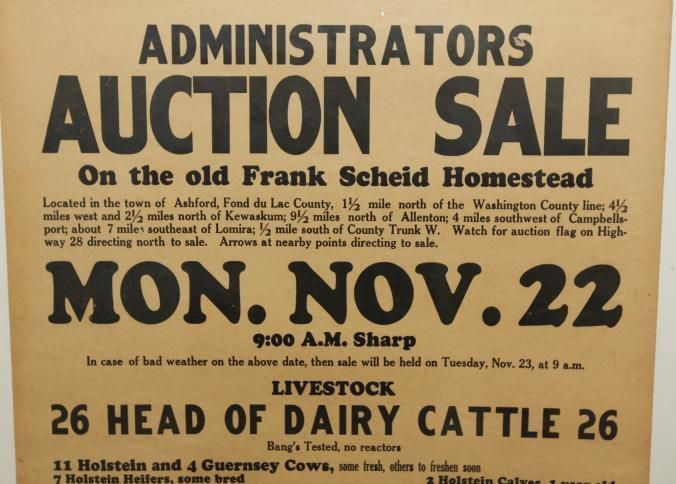 ADMINISTRATORS
AUCTION SALE
On the old Frank Scheid Homestead
Located in the town of Ashford, Fond du Lac County, 1½ mile north of the Washington County line; 4½
miles west and 2½ miles north of Kewaskum; 9½ miles north of Allenton; 4 miles southwest of Campbells-
port; about 7 miles southeast of Lomira; ½ mile south of County Trunk W. Watch for auction flag on High-
way 28 directing north to sale. Arrows at nearby points directing to sale.
MON. NOV. 22
9:00 A.M. Sharp
In case of bad weather on the above date, then sale will be held on Tuesday, Nov. 23, at 9 a.m.
LIVESTOCK
26 HEAD OF DAIRY CATTLE 26
Bang's Tested, no reactors
11 Holstein and 4 Guernsey Cows, some fresh, others to freshen soon
7 Holstein Heifers, some bred 2 Holstein Calves, 1 year old